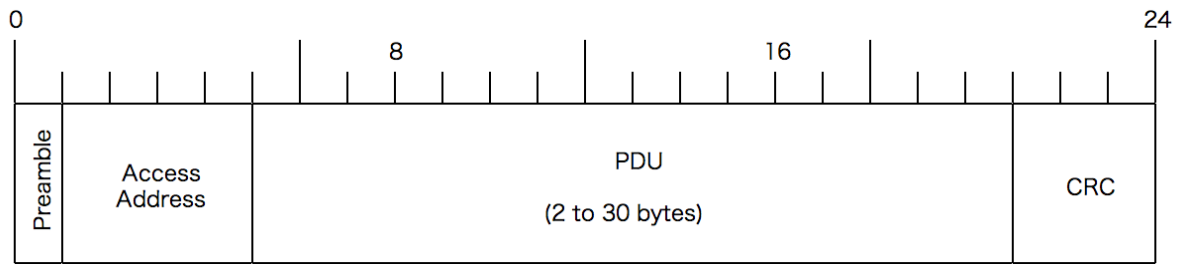 0
24
8
16
Preamble
Access
Address
PDU
(2 to 30 bytes)
CRC